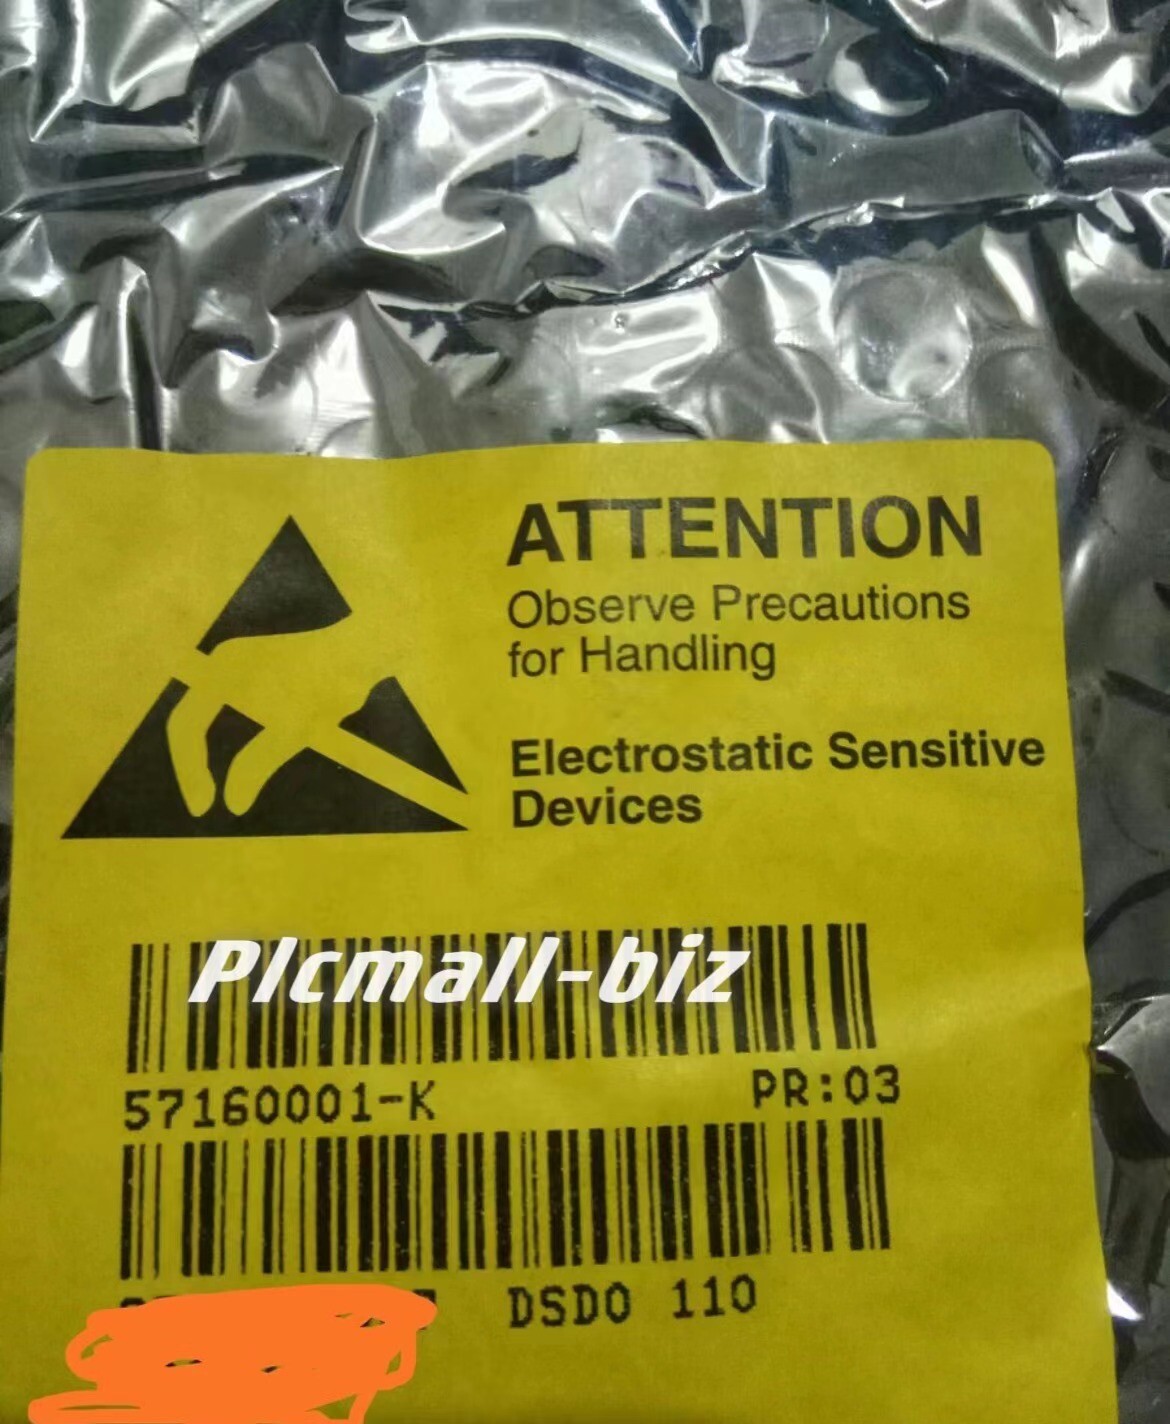 ATTENTION
Observe Precautions
for Handling
Electrostatic Sensitive
Devices
Plcmall-biz
57160001-K PR:03
DSDO 110